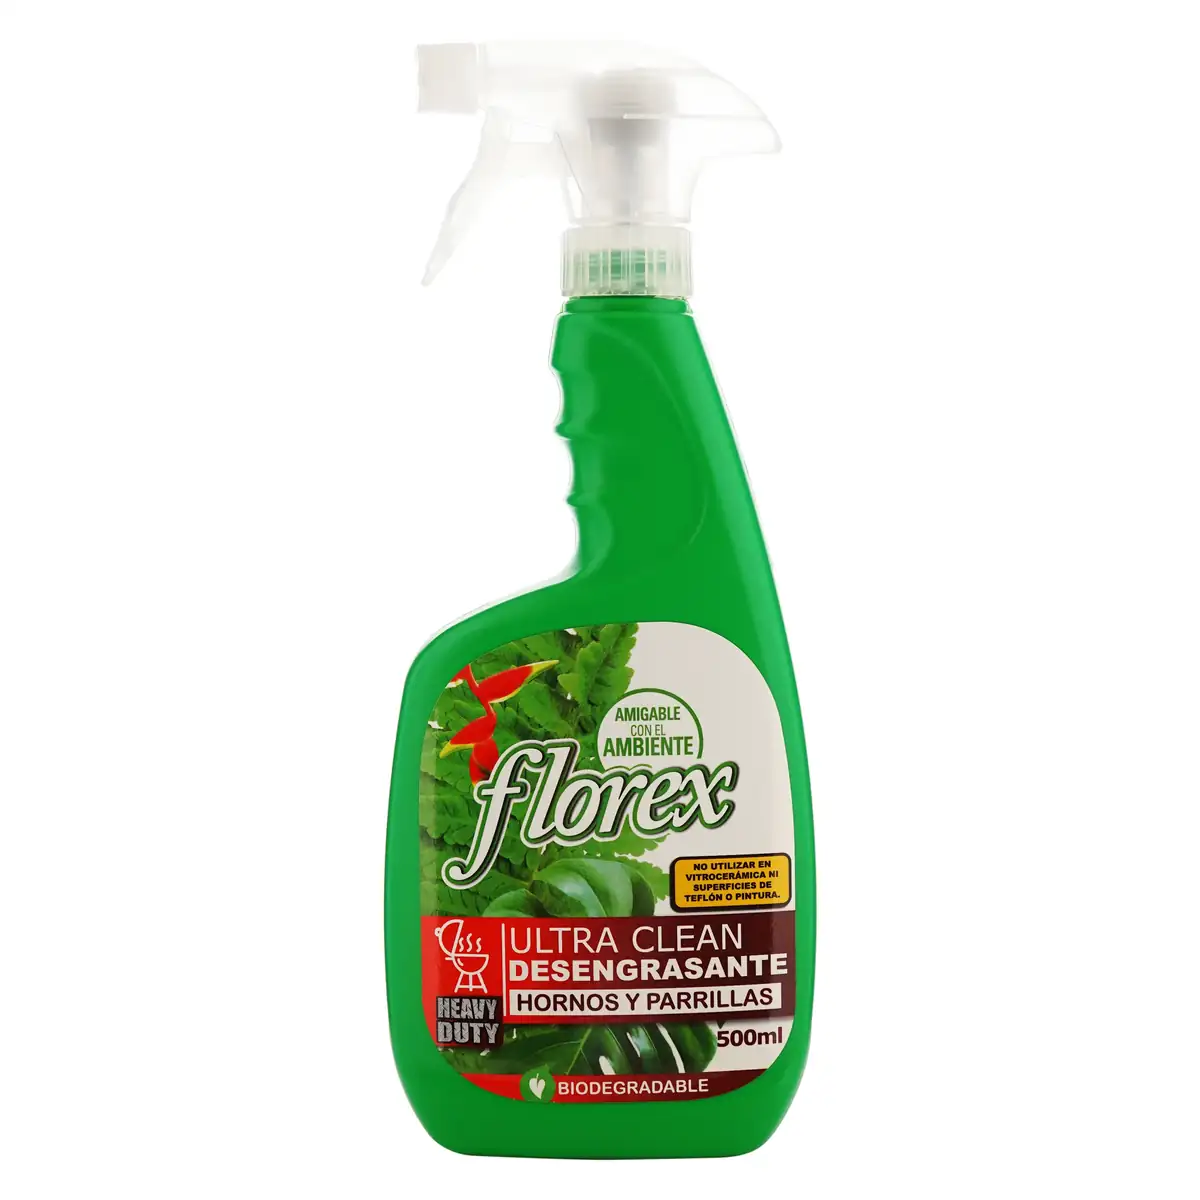 AMIGABLE
CON EL
AMBIENTE
florex
NO UTILIZAR EN
VITROCERÁMICA NI
SUPERFICIES DE
TEFLÓN O PINTURA.
ULTRA CLEAN
DESENGRASANTE
HORNOS Y PARRILLAS
HEAVY
DUTY
500ml
BIODEGRADABLE